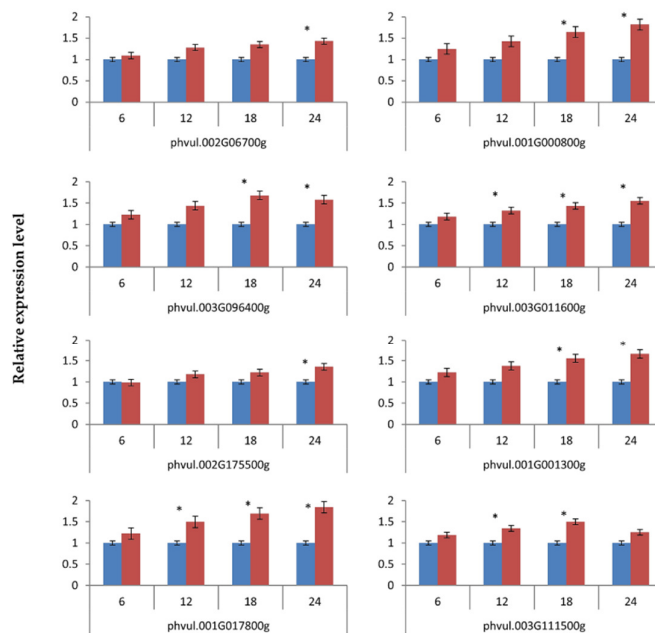 Relative expression level
2
1.5
1
0.5
0
*
6 12 18 24
phvul.002G06700g
2
1.5
1
0.5
0
* *
6 12 18 24
phvul.001G000800g
2
1.5
1
0.5
0
* *
6 12 18 24
phvul.003G096400g
2
1.5
1
0.5
0
* * *
6 12 18 24
phvul.003G011600g
2
1.5
1
0.5
0
*
6 12 18 24
phvul.002G175500g
2
1.5
1
0.5
0
* *
6 12 18 24
phvul.001G001300g
2
1.5
1
0.5
0
* * *
6 12 18 24
phvul.001G017800g
2
1.5
1
0.5
0
* *
6 12 18 24
phvul.003G111500g